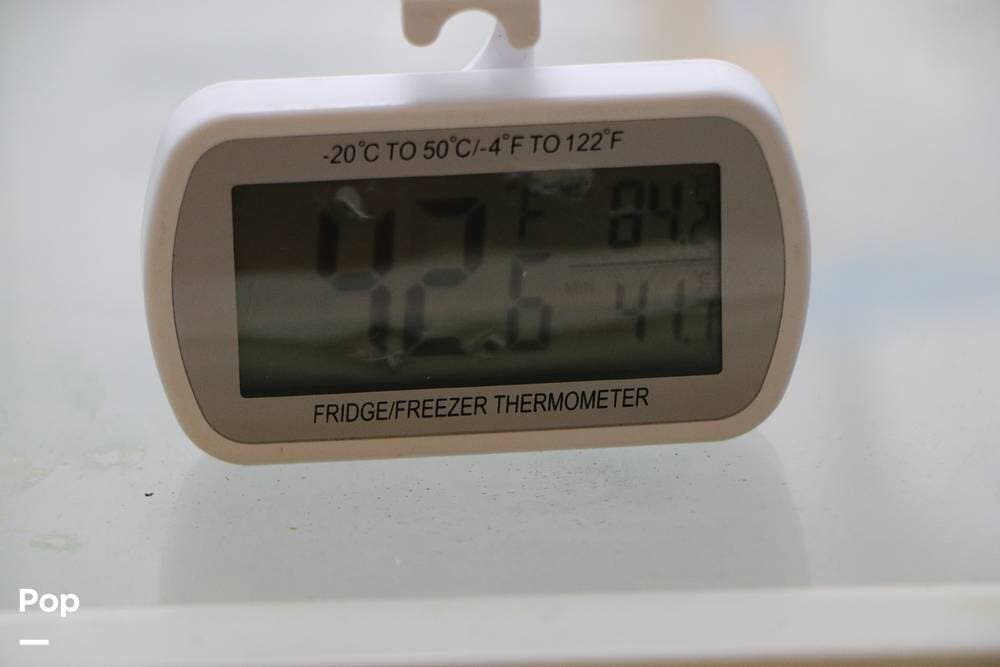 -20°C TO 50°C/-4°F TO 122°F
42.6 °F
84.2
MIN 41.7
FRIDGE/FREEZER THERMOMETER
Pop